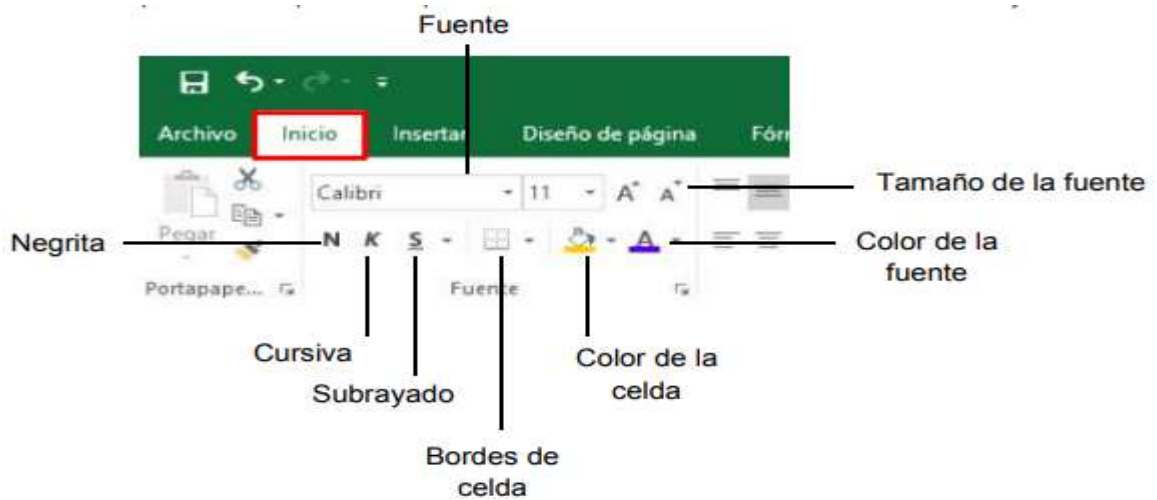 Fuente
Archivo Inicio Insertar Diseño de página Fórr
Calibri 11 A A
Tamaño de la fuente
Pegar
Negrita
N K S A
Color de la
fuente
Portapape... Fuente
Cursiva
Color de la
celda
Subrayado
Bordes de
celda